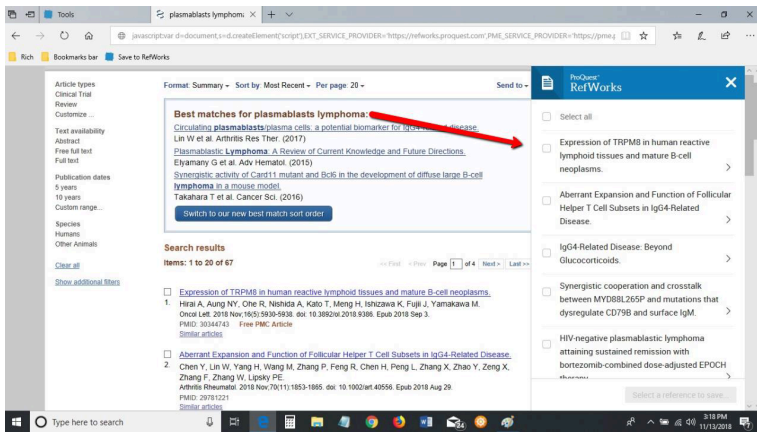 Tools
plasmablasts lymphoma
javascript:var d=document,s=d.createElement('script'),EXT_SERVICE_PROVIDER='https://refworks.proquest.com',PME_SERVICE_PROVIDER='https://pme.p
Rich
Bookmarks bar
Save to RefWorks
Article types
Clinical Trial
Review
Customize ...
Text availability
Abstract
Free full text
Full text
Publication dates
5 years
10 years
Custom range...
Species
Humans
Other Animals
Clear all
Show additional filters
Format: Summary Sort by: Most Recent Per page: 20
Send to
Best matches for plasmablasts lymphoma:
Circulating plasmablasts/plasma cells: a potential biomarker for IgG4-related disease.
Lin W et al. Arthritis Res Ther. (2017)
Plasmablastic Lymphoma: A Review of Current Knowledge and Future Directions.
Elyamany G et al. Adv Hematol. (2015)
Synergistic activity of Card11 mutant and Bcl6 in the development of diffuse large B-cell
lymphoma in a mouse model.
Takahara T et al. Cancer Sci. (2016)
Switch to our new best match sort order
Search results
Items: 1 to 20 of 67
<< First < Prev Page 1 of 4 Next > Last >>
Expression of TRPM8 in human reactive lymphoid tissues and mature B-cell neoplasms.
1. Hirai A, Aung NY, Ohe R, Nishida A, Kato T, Meng H, Ishizawa K, Fujii J, Yamakawa M.
Oncol Lett. 2018 Nov;16(5):5930-5938. doi: 10.3892/ol.2018.9386. Epub 2018 Sep 3.
PMID: 30344743 Free PMC Article
Similar articles
Aberrant Expansion and Function of Follicular Helper T Cell Subsets in IgG4-Related Disease.
2. Chen Y, Lin W, Yang H, Wang M, Zhang P, Feng R, Chen H, Peng L, Zhang X, Zhao Y, Zeng X,
Zhang F, Zhang W, Lipsky PE.
Arthritis Rheumatol. 2018 Nov;70(11):1853-1865. doi: 10.1002/art.40556. Epub 2018 Aug 29.
PMID: 29781221
Similar articles
ProQuest
RefWorks
Select all
Expression of TRPM8 in human reactive
lymphoid tissues and mature B-cell
neoplasms.
Aberrant Expansion and Function of Follicular
Helper T Cell Subsets in IgG4-Related
Disease.
IgG4-Related Disease: Beyond
Glucocorticoids.
Synergistic cooperation and crosstalk
between MYD88L265P and mutations that
dysregulate CD79B and surface IgM.
HIV-negative plasmablastic lymphoma
attaining sustained remission with
bortezomib-combined dose-adjusted EPOCH
therapy
Select a reference to save...
Type here to search
24
3:18 PM
11/13/2018